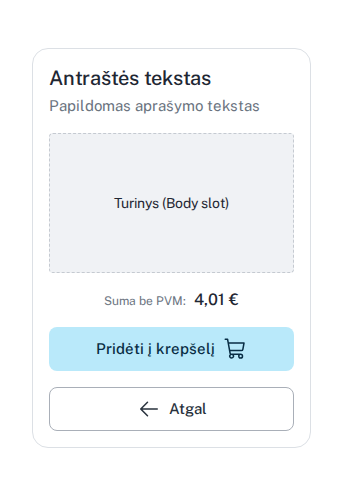 Antraštės tekstas
Papildomas aprašymo tekstas
Turinys (Body slot)
Suma be PVM: 4,01 €
Pridėti į krepšelį
Atgal